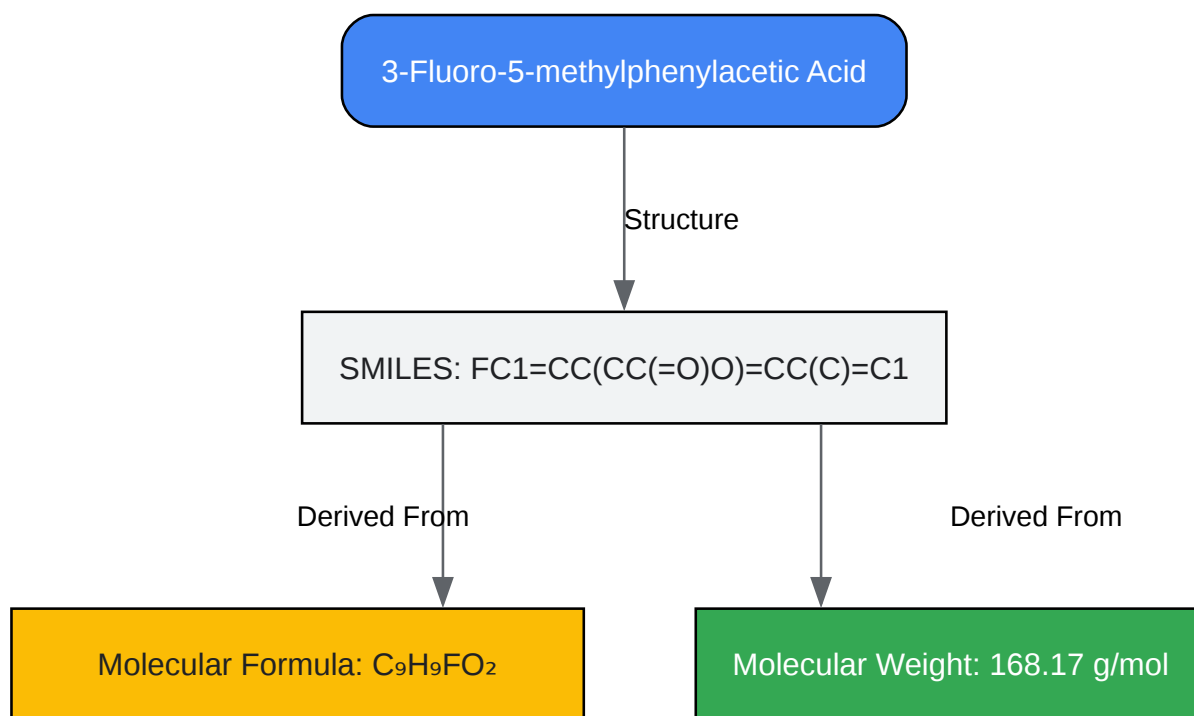 3-Fluoro-5-methylphenylacetic Acid
Structure
SMILES: FC1=CC(CC(=O)O)=CC(C)=C1
Derived From
Derived From
Molecular Formula: C₉H₉FO₂
Molecular Weight: 168.17 g/mol